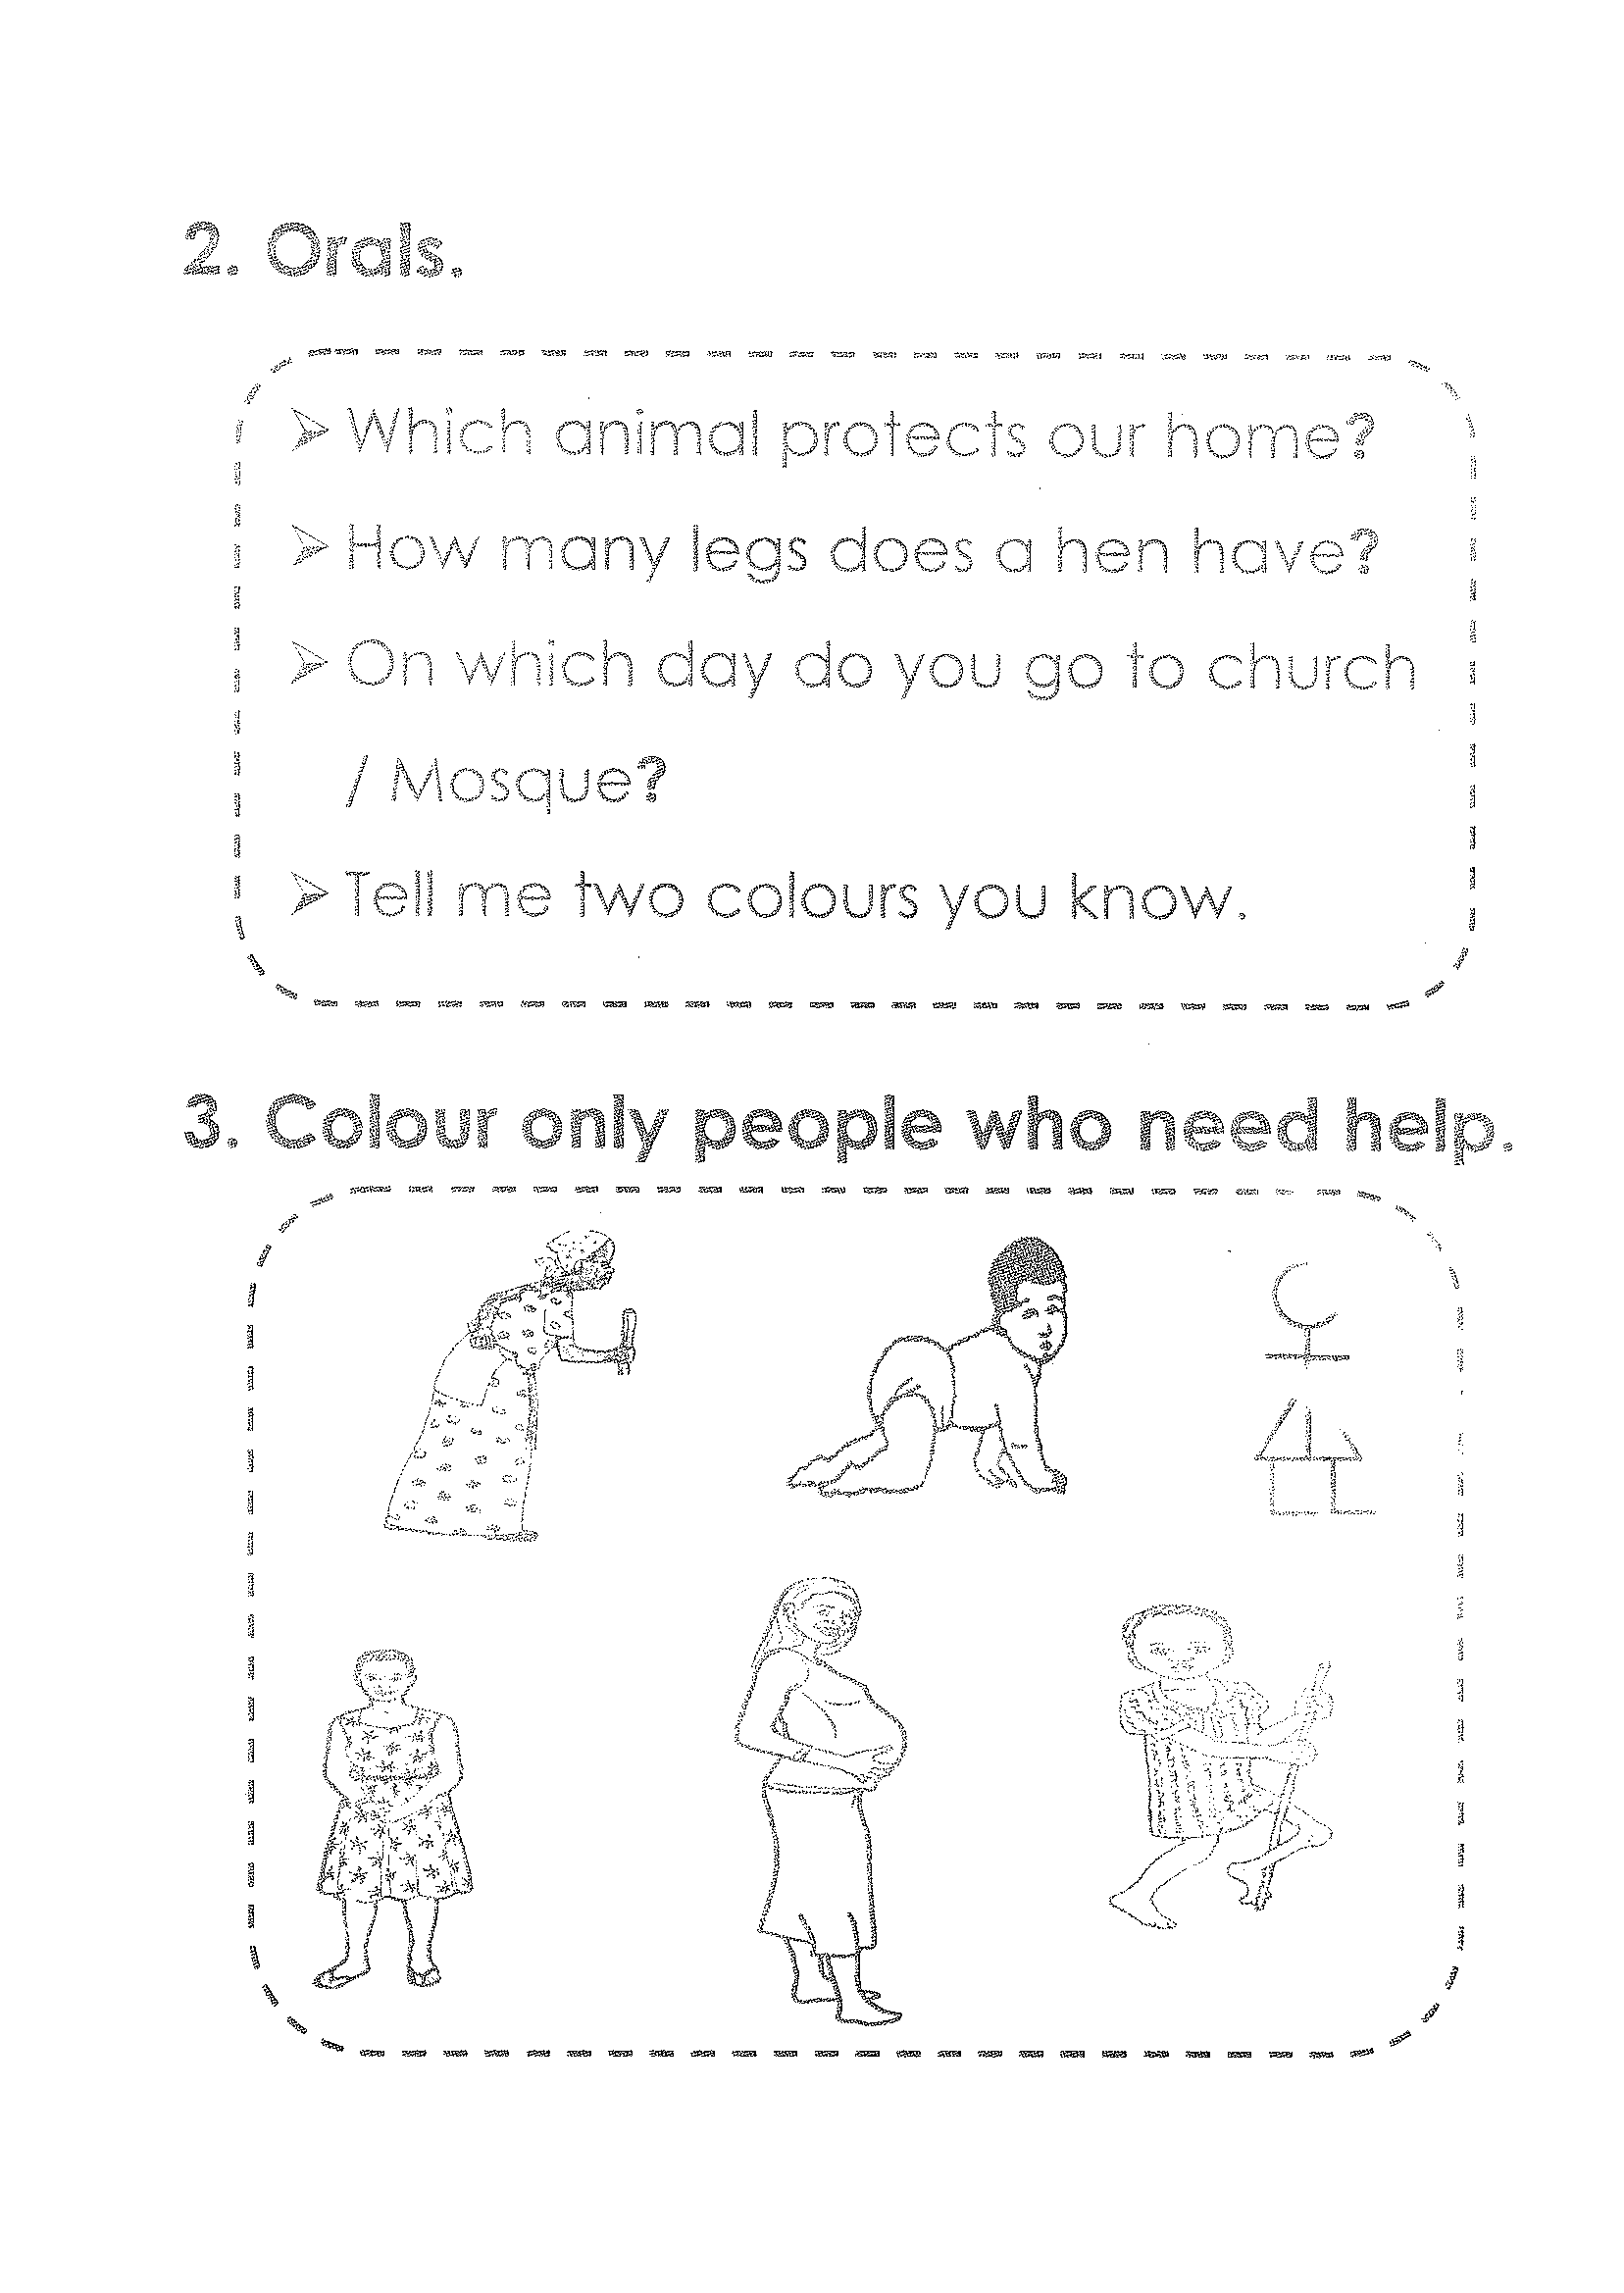 2. Orals.
➢ Which animal protects our home?
➢ How many legs does a hen have?
➢ On which day do you go to church
/ Mosque?
➢ Tell me two colours you know.
3. Colour only people who need help.